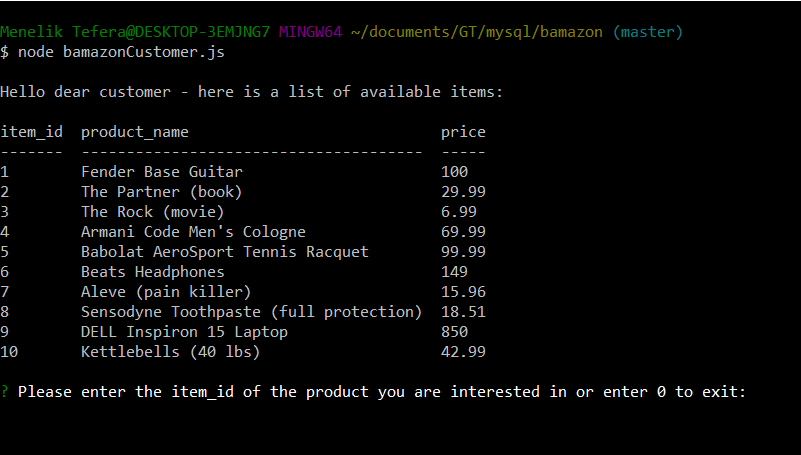 Menelik Tefera@DESKTOP-3EMJNG7 MINGW64 ~/documents/GT/mysql/bamazon (master)
$ node bamazonCustomer.js
Hello dear customer - here is a list of available items:
item_id  product_name                            price
-------  --------------------------------------  -----
1        Fender Base Guitar                      100
2        The Partner (book)                      29.99
3        The Rock (movie)                        6.99
4        Armani Code Men's Cologne               69.99
5        Babolat AeroSport Tennis Racquet        99.99
6        Beats Headphones                        149
7        Aleve (pain killer)                     15.96
8        Sensodyne Toothpaste (full protection)  18.51
9        DELL Inspiron 15 Laptop                 850
10       Kettlebells (40 lbs)                    42.99
? Please enter the item_id of the product you are interested in or enter 0 to exit: